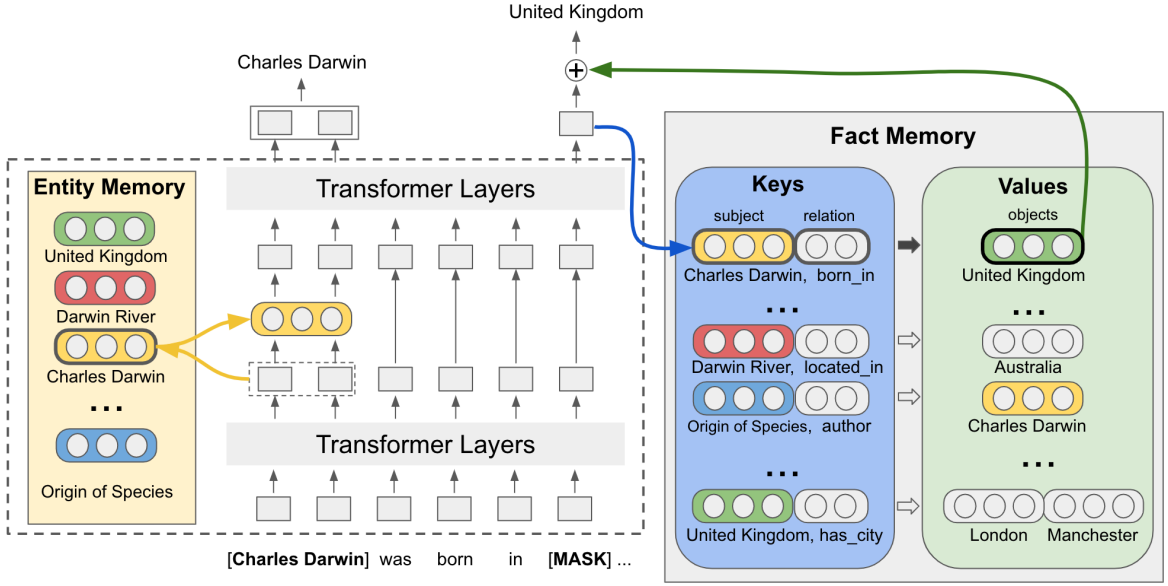 United Kingdom
Charles Darwin
+
Entity Memory
United Kingdom
Darwin River
Charles Darwin
...
Origin of Species
Transformer Layers
Transformer Layers
[Charles Darwin] was born in [MASK] ...
Fact Memory
Keys
subject relation
Charles Darwin, born_in
...
Darwin River, located_in
Origin of Species, author
...
United Kingdom, has_city
Values
objects
United Kingdom
...
Australia
Charles Darwin
...
London Manchester